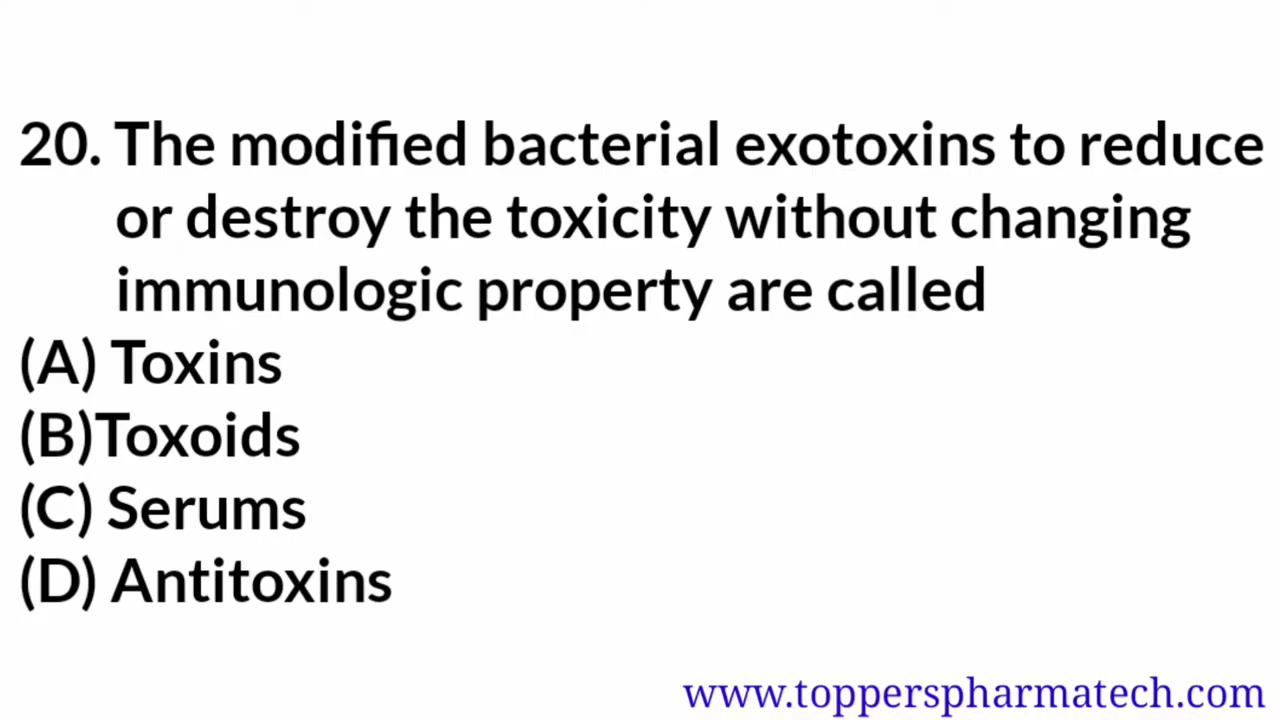 20. The modified bacterial exotoxins to reduce
or destroy the toxicity without changing
immunologic property are called
(A) Toxins
(B)Toxoids
(C) Serums
(D) Antitoxins
www.topperspharmatech.com